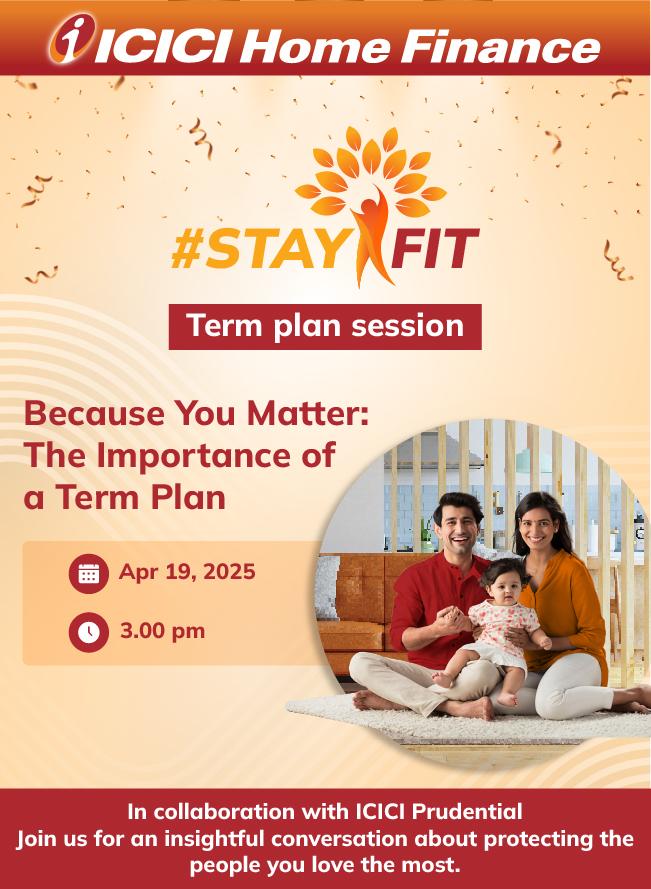 ICICI Home Finance
#STAY FIT
Term plan session
Because You Matter:
The Importance of
a Term Plan
Apr 19, 2025
3.00 pm
In collaboration with ICICI Prudential
Join us for an insightful conversation about protecting the
people you love the most.